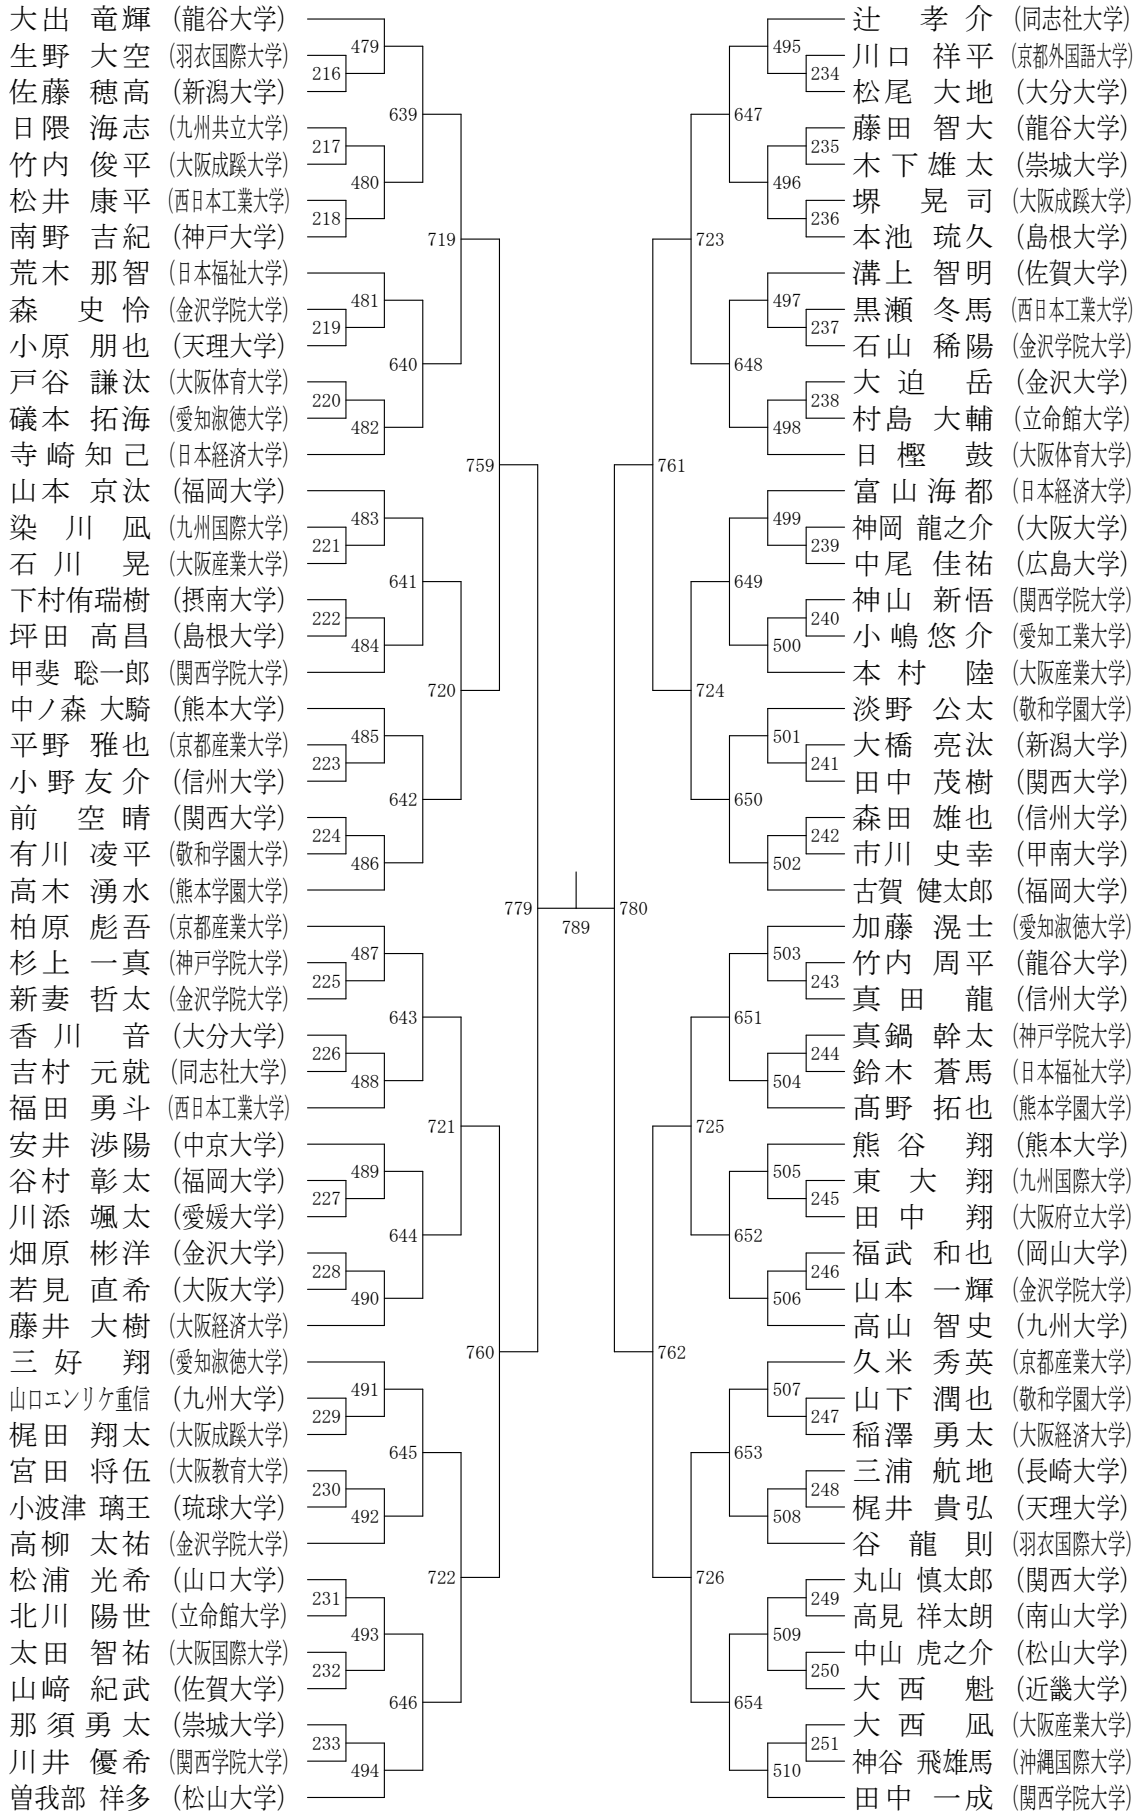 大出 竜輝 (龍谷大学)
生野 大空 (羽衣国際大学)
佐藤 穂高 (新潟大学)
日隈 海志 (九州共立大学)
竹内 俊平 (大阪成蹊大学)
松井 康平 (西日本工業大学)
南野 吉紀 (神戸大学)
荒木 那智 (日本福祉大学)
森 史怜 (金沢学院大学)
小原 朋也 (天理大学)
戸谷 謙汰 (大阪体育大学)
礒本 拓海 (愛知淑徳大学)
寺崎知己 (日本経済大学)
山本 京汰 (福岡大学)
染川 凪 (九州国際大学)
石川 晃 (大阪産業大学)
下村侑瑞樹 (摂南大学)
坪田 高昌 (島根大学)
甲斐 聡一郎 (関西学院大学)
中ノ森 大騎 (熊本大学)
平野 雅也 (京都産業大学)
小野友介 (信州大学)
前 空晴 (関西大学)
有川 凌平 (敬和学園大学)
高木 湧水 (熊本学園大学)
柏原 彪吾 (京都産業大学)
杉上 一真 (神戸学院大学)
新妻 哲太 (金沢学院大学)
香川 音 (大分大学)
吉村 元就 (同志社大学)
福田 勇斗 (西日本工業大学)
安井 渉陽 (中京大学)
谷村 彰太 (福岡大学)
川添 颯太 (愛媛大学)
畑原 彬洋 (金沢大学)
若見 直希 (大阪大学)
藤井 大樹 (大阪経済大学)
三好 翔 (愛知淑徳大学)
山口エンリケ重信 (九州大学)
梶田 翔太 (大阪成蹊大学)
宮田 将伍 (大阪教育大学)
小波津 璃王 (琉球大学)
高柳 太祐 (金沢学院大学)
松浦 光希 (山口大学)
北川 陽世 (立命館大学)
太田 智祐 (大阪国際大学)
山﨑 紀武 (佐賀大学)
那須勇太 (崇城大学)
川井 優希 (関西学院大学)
曽我部 祥多 (松山大学)
216
217
218
219
220
221
222
223
224
225
226
227
228
229
230
231
232
233
479
480
481
482
483
484
485
486
487
488
489
490
491
492
493
494
639
640
641
642
643
644
645
646
719
720
721
722
759
760
779
789
780
761
762
723
724
725
726
647
648
649
650
651
652
653
654
495
496
497
498
499
500
501
502
503
504
505
506
507
508
509
510
234
235
236
237
238
239
240
241
242
243
244
245
246
247
248
249
250
251
辻 孝介 (同志社大学)
川口 祥平 (京都外国語大学)
松尾 大地 (大分大学)
藤田 智大 (龍谷大学)
木下雄太 (崇城大学)
堺 晃司 (大阪成蹊大学)
本池 琉久 (島根大学)
溝上 智明 (佐賀大学)
黒瀬 冬馬 (西日本工業大学)
石山 稀陽 (金沢学院大学)
大迫 岳 (金沢大学)
村島 大輔 (立命館大学)
日樫 鼓 (大阪体育大学)
富山海都 (日本経済大学)
神岡 龍之介 (大阪大学)
中尾 佳祐 (広島大学)
神山 新悟 (関西学院大学)
小嶋悠介 (愛知工業大学)
本村 陸 (大阪産業大学)
淡野 公太 (敬和学園大学)
大橋 亮汰 (新潟大学)
田中 茂樹 (関西大学)
森田 雄也 (信州大学)
市川 史幸 (甲南大学)
古賀 健太郎 (福岡大学)
加藤 滉士 (愛知淑徳大学)
竹内 周平 (龍谷大学)
真田 龍 (信州大学)
真鍋 幹太 (神戸学院大学)
鈴木 蒼馬 (日本福祉大学)
髙野 拓也 (熊本学園大学)
熊谷 翔 (熊本大学)
東 大翔 (九州国際大学)
田中 翔 (大阪府立大学)
福武 和也 (岡山大学)
山本 一輝 (金沢学院大学)
高山 智史 (九州大学)
久米 秀英 (京都産業大学)
山下 潤也 (敬和学園大学)
稲澤 勇太 (大阪経済大学)
三浦 航地 (長崎大学)
梶井 貴弘 (天理大学)
谷 龍則 (羽衣国際大学)
丸山 慎太郎 (関西大学)
高見 祥太朗 (南山大学)
中山 虎之介 (松山大学)
大西 魁 (近畿大学)
大西 凪 (大阪産業大学)
神谷 飛雄馬 (沖縄国際大学)
田中 一成 (関西学院大学)